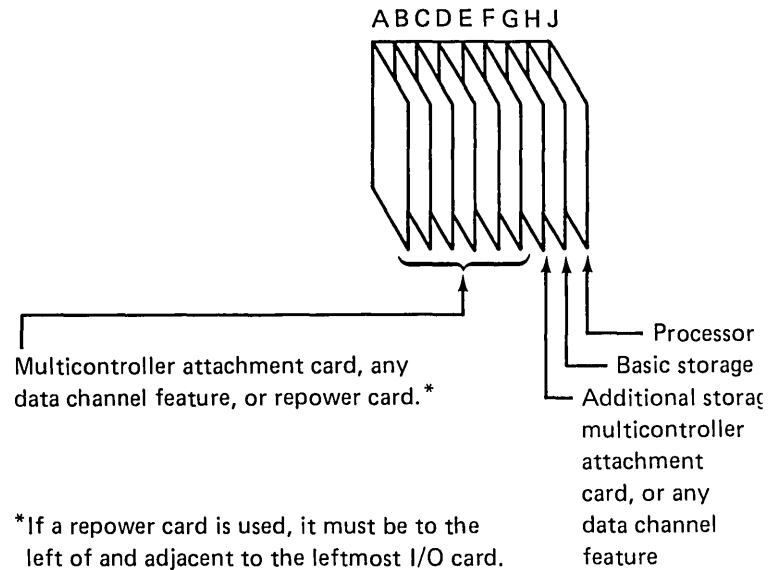 A B C D E F G H J
Processor
Basic storage
Multicontroller attachment card, any
data channel feature, or repower card.*
Additional storag
multicontroller
attachment
card, or any
data channel
feature
*If a repower card is used, it must be to the
left of and adjacent to the leftmost I/O card.